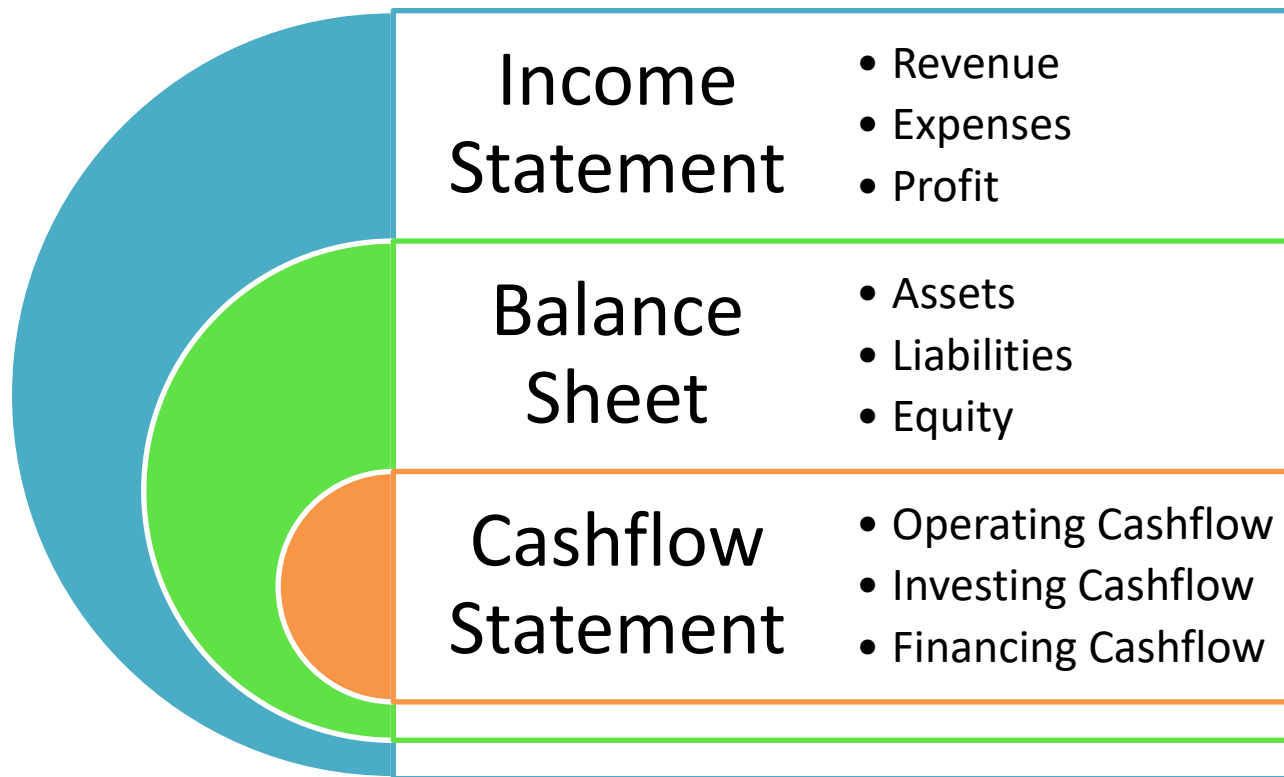 Income
Statement
• Revenue
• Expenses
• Profit
Balance
Sheet
• Assets
• Liabilities
• Equity
Cashflow
Statement
• Operating Cashflow
• Investing Cashflow
• Financing Cashflow